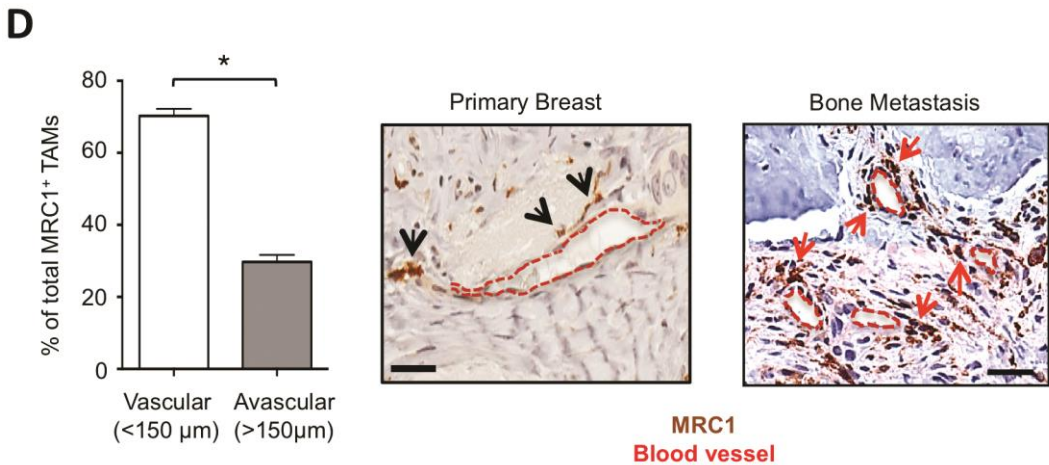 D
*
% of total MRC1⁺ TAMs
80
60
40
20
0
Vascular
(<150 µm)
Avascular
(>150µm)
Primary Breast
Bone Metastasis
MRC1
Blood vessel